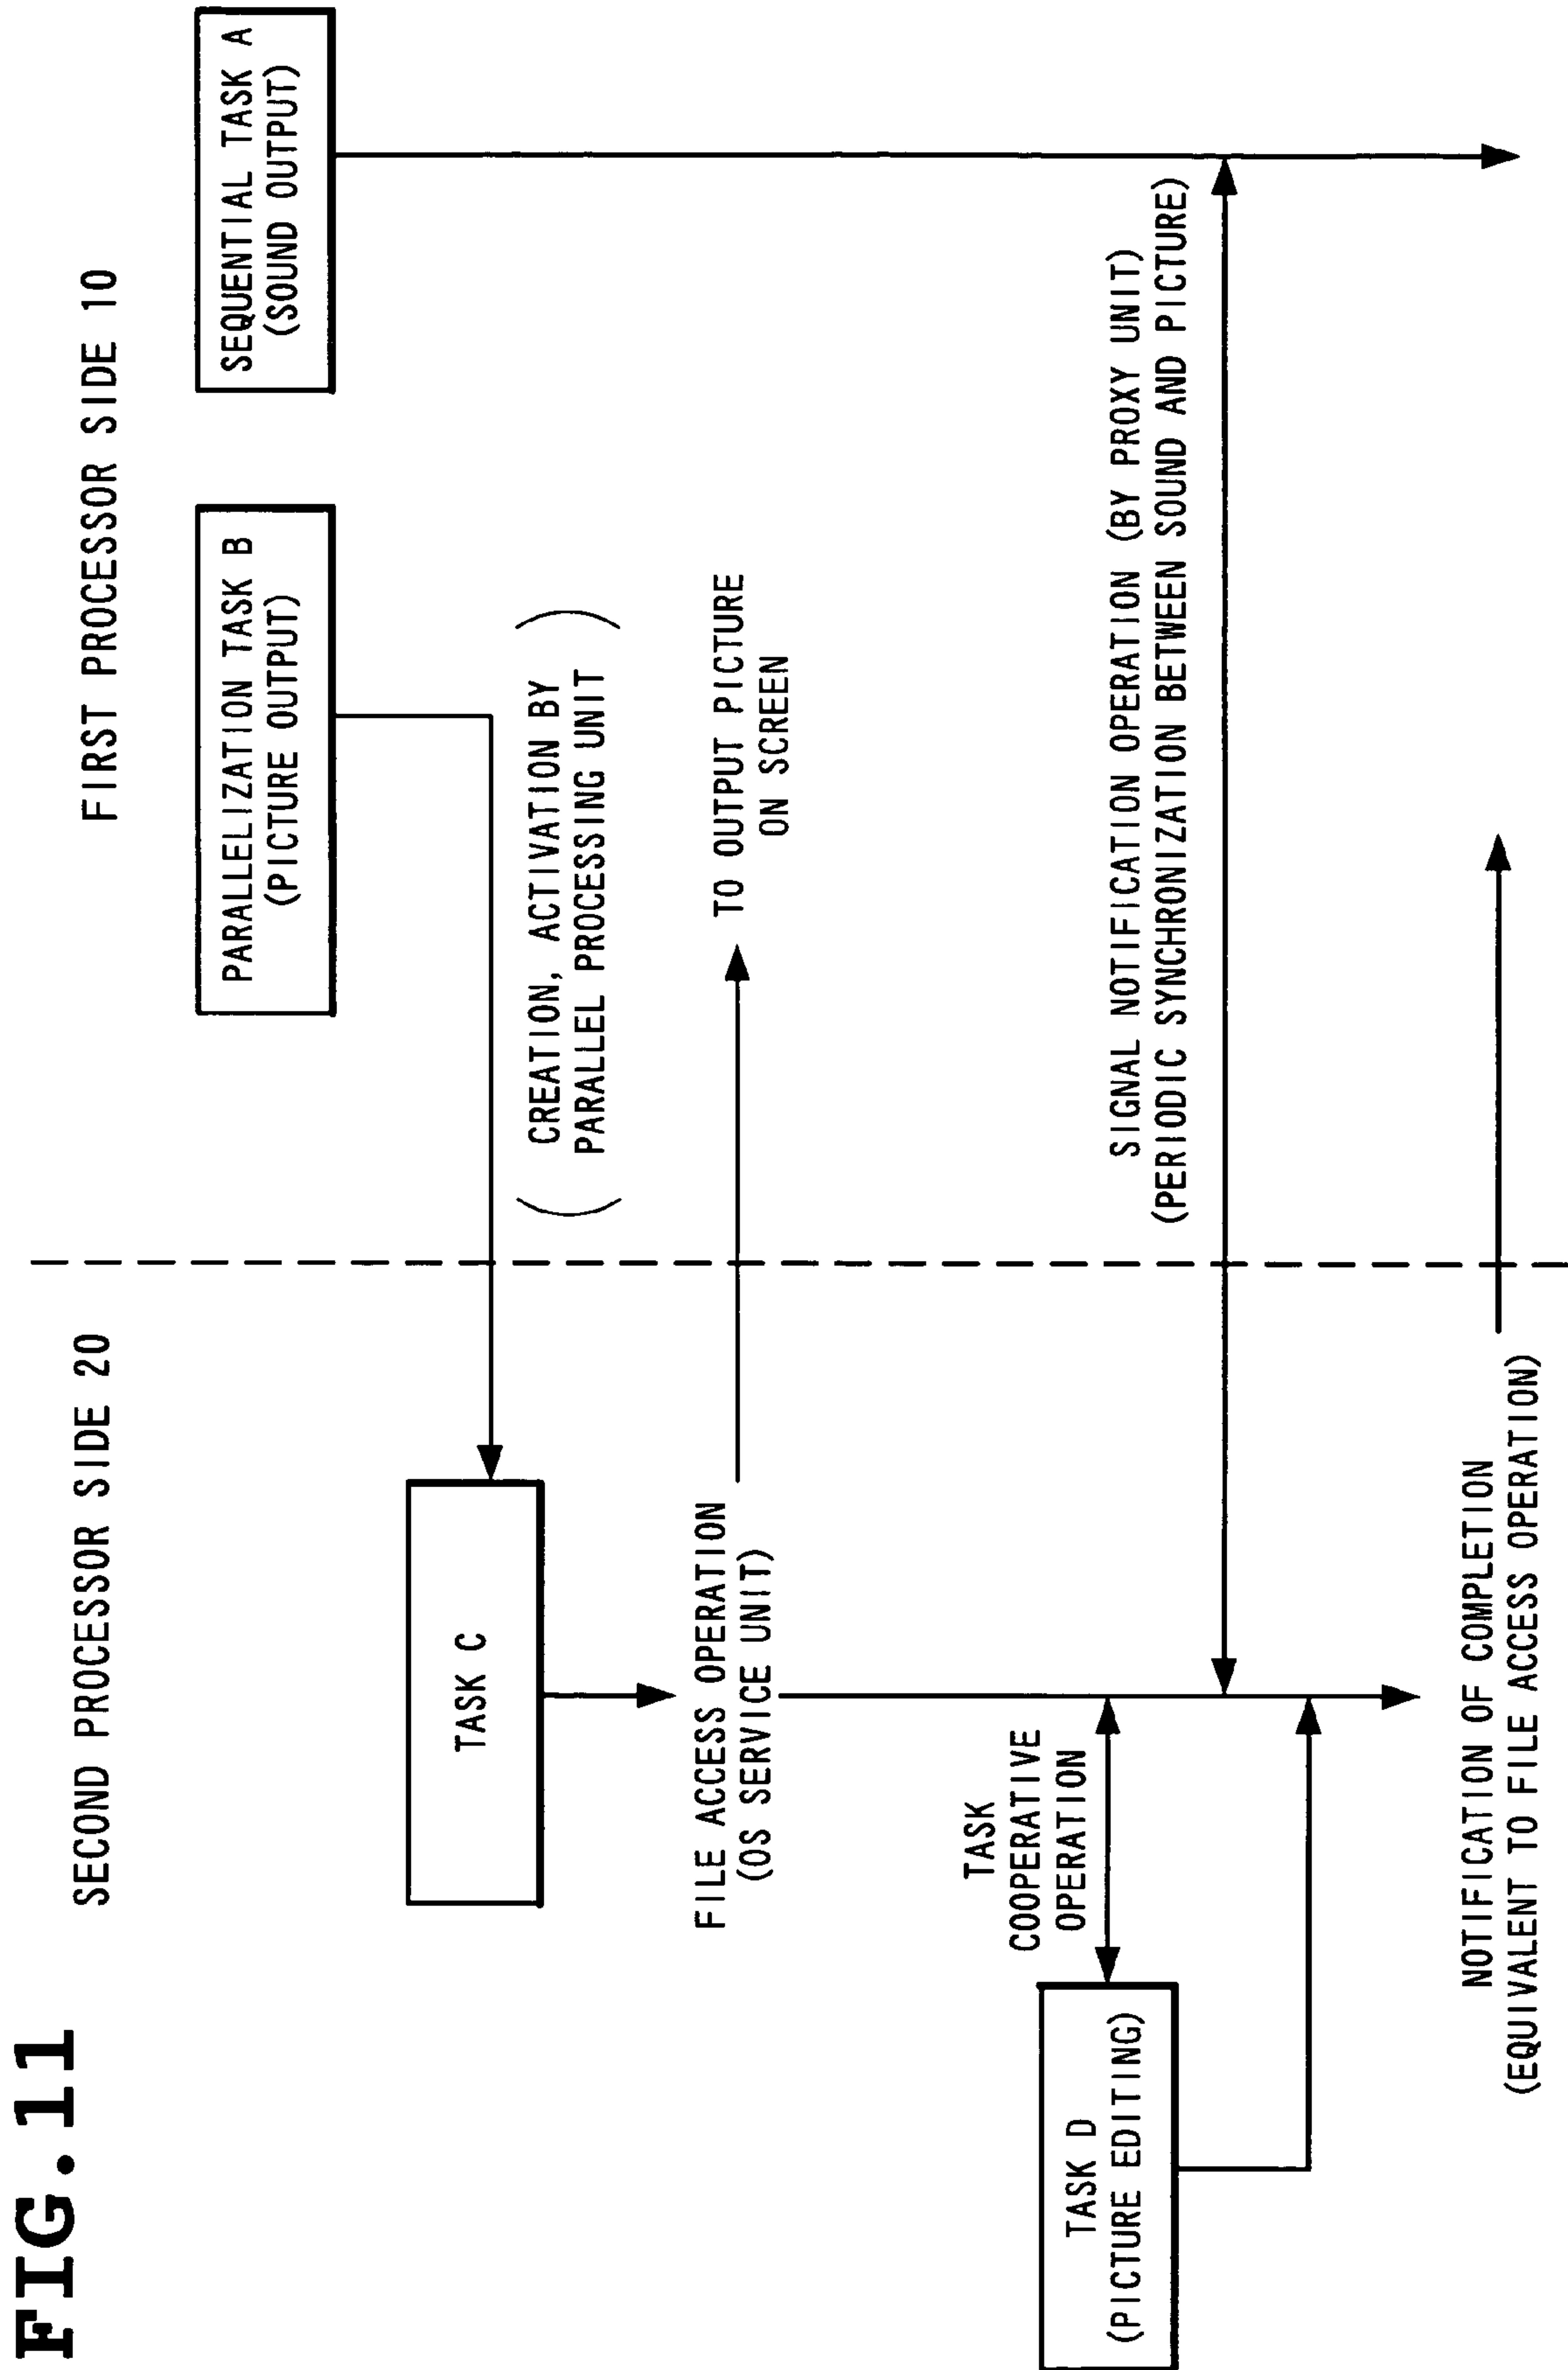 FIG.11
SECOND PROCESSOR SIDE 20
FIRST PROCESSOR SIDE 10
PARALLELIZATION TASK B
(PICTURE OUTPUT)
SEQUENTIAL TASK A
(SOUND OUTPUT)
TASK C
(CREATION, ACTIVATION BY
PARALLEL PROCESSING UNIT)
FILE ACCESS OPERATION
(OS SERVICE UNIT)
TO OUTPUT PICTURE
ON SCREEN
TASK
COOPERATIVE
OPERATION
TASK D
(PICTURE EDITING)
SIGNAL NOTIFICATION OPERATION (BY PROXY UNIT)
(PERIODIC SYNCHRONIZATION BETWEEN SOUND AND PICTURE)
NOTIFICATION OF COMPLETION
(EQUIVALENT TO FILE ACCESS OPERATION)